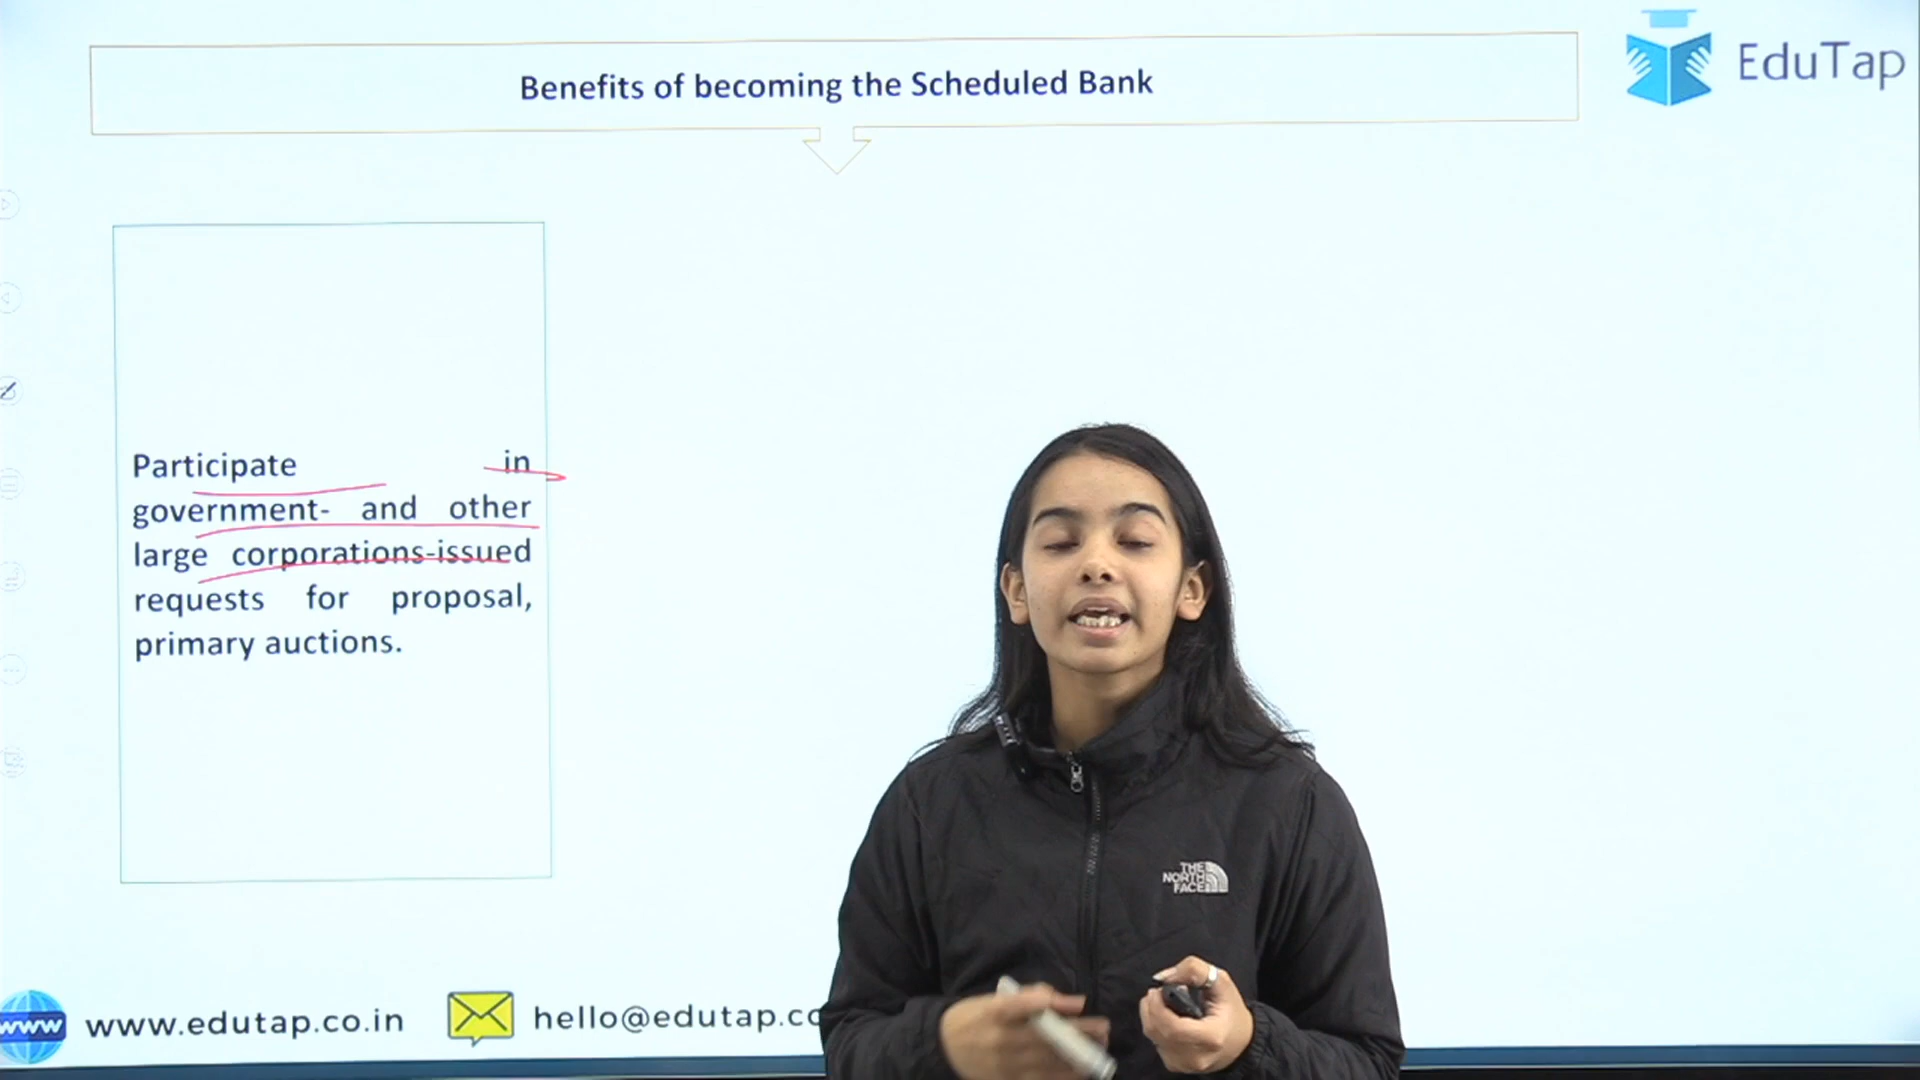 Benefits of becoming the Scheduled Bank
EduTap
Participate in
government- and other
large corporations-issued
requests for proposal,
primary auctions.
THE
NORTH
FACE
www
www.edutap.co.in
hello@edutap.co